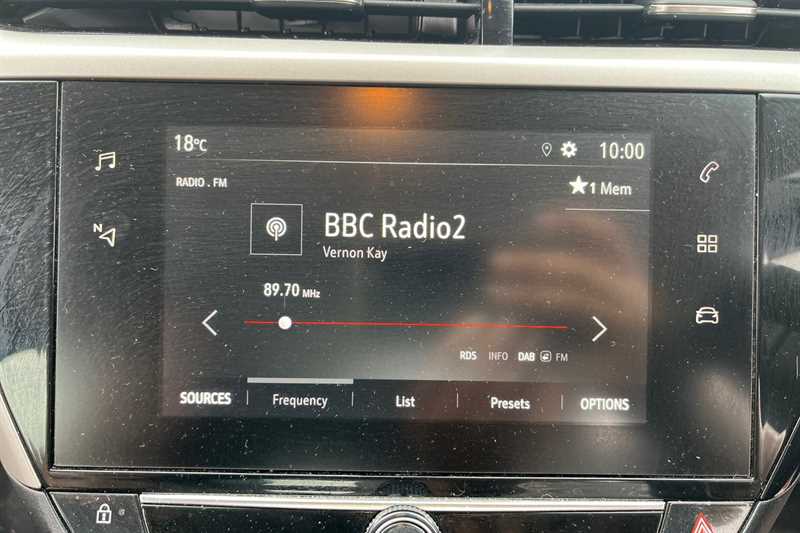 18°C
10:00
RADIO . FM
1 Mem
N
BBC Radio2
Vernon Kay
89.70 MHz
RDS INFO DAB FM
SOURCES Frequency List Presets OPTIONS